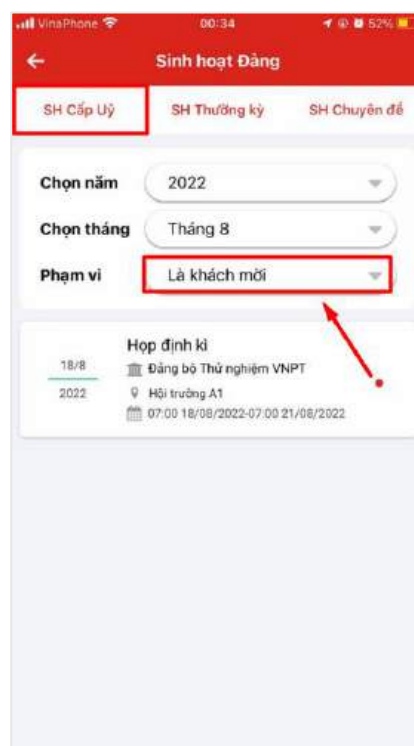 VinaPhone 00:34 52%
Sinh hoạt Đảng
SH Cấp Uỷ SH Thường kỳ SH Chuyên đề
Chọn năm 2022
Chọn tháng Tháng 8
Phạm vi Là khách mời
Họp định kì
18/8 Đảng bộ Thử nghiệm VNPT
2022 Hội trường A1
07:00 18/08/2022-07:00 21/08/2022